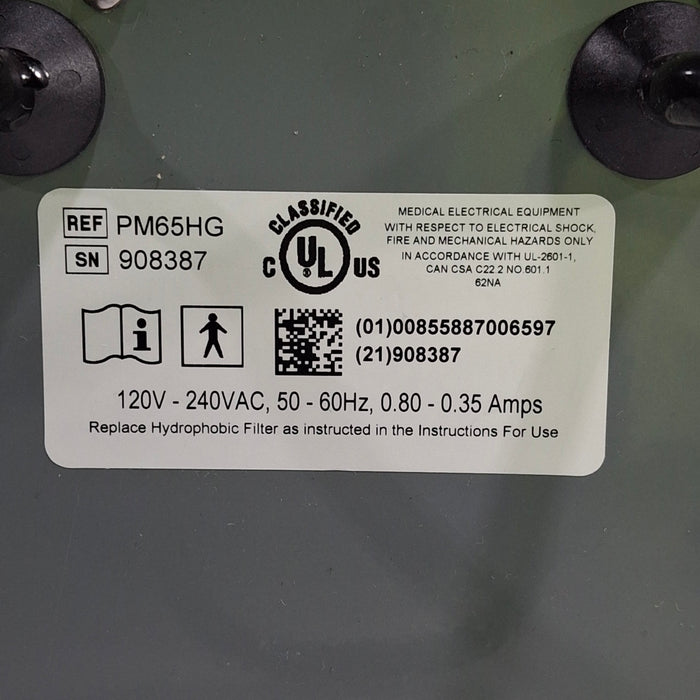 REF PM65HG
SN 908387
CLASSIFIED
C UL US
MEDICAL ELECTRICAL EQUIPMENT
WITH RESPECT TO ELECTRICAL SHOCK,
FIRE AND MECHANICAL HAZARDS ONLY
IN ACCORDANCE WITH UL-2601-1,
CAN CSA C22.2 NO.601.1
62NA
(01)00855887006597
(21)908387
120V - 240VAC, 50 - 60Hz, 0.80 - 0.35 Amps
Replace Hydrophobic Filter as instructed in the Instructions For Use